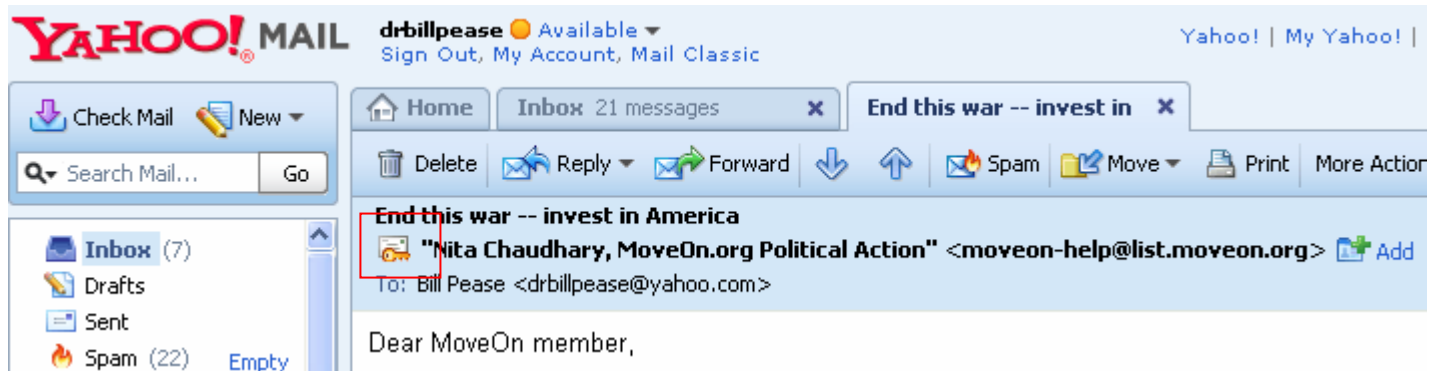 YAHOO! MAIL
drbillpease Available
Sign Out, My Account, Mail Classic
Yahoo! | My Yahoo! |
Check Mail New
Search Mail... Go
Home Inbox 21 messages x End this war -- invest in x
Delete Reply Forward Spam Move Print More Action
End this war -- invest in America
"Nita Chaudhary, MoveOn.org Political Action" <moveon-help@list.moveon.org> Add
To: Bill Pease <drbillpease@yahoo.com>
Inbox (7)
Drafts
Sent
Spam (22) Empty
Dear MoveOn member,